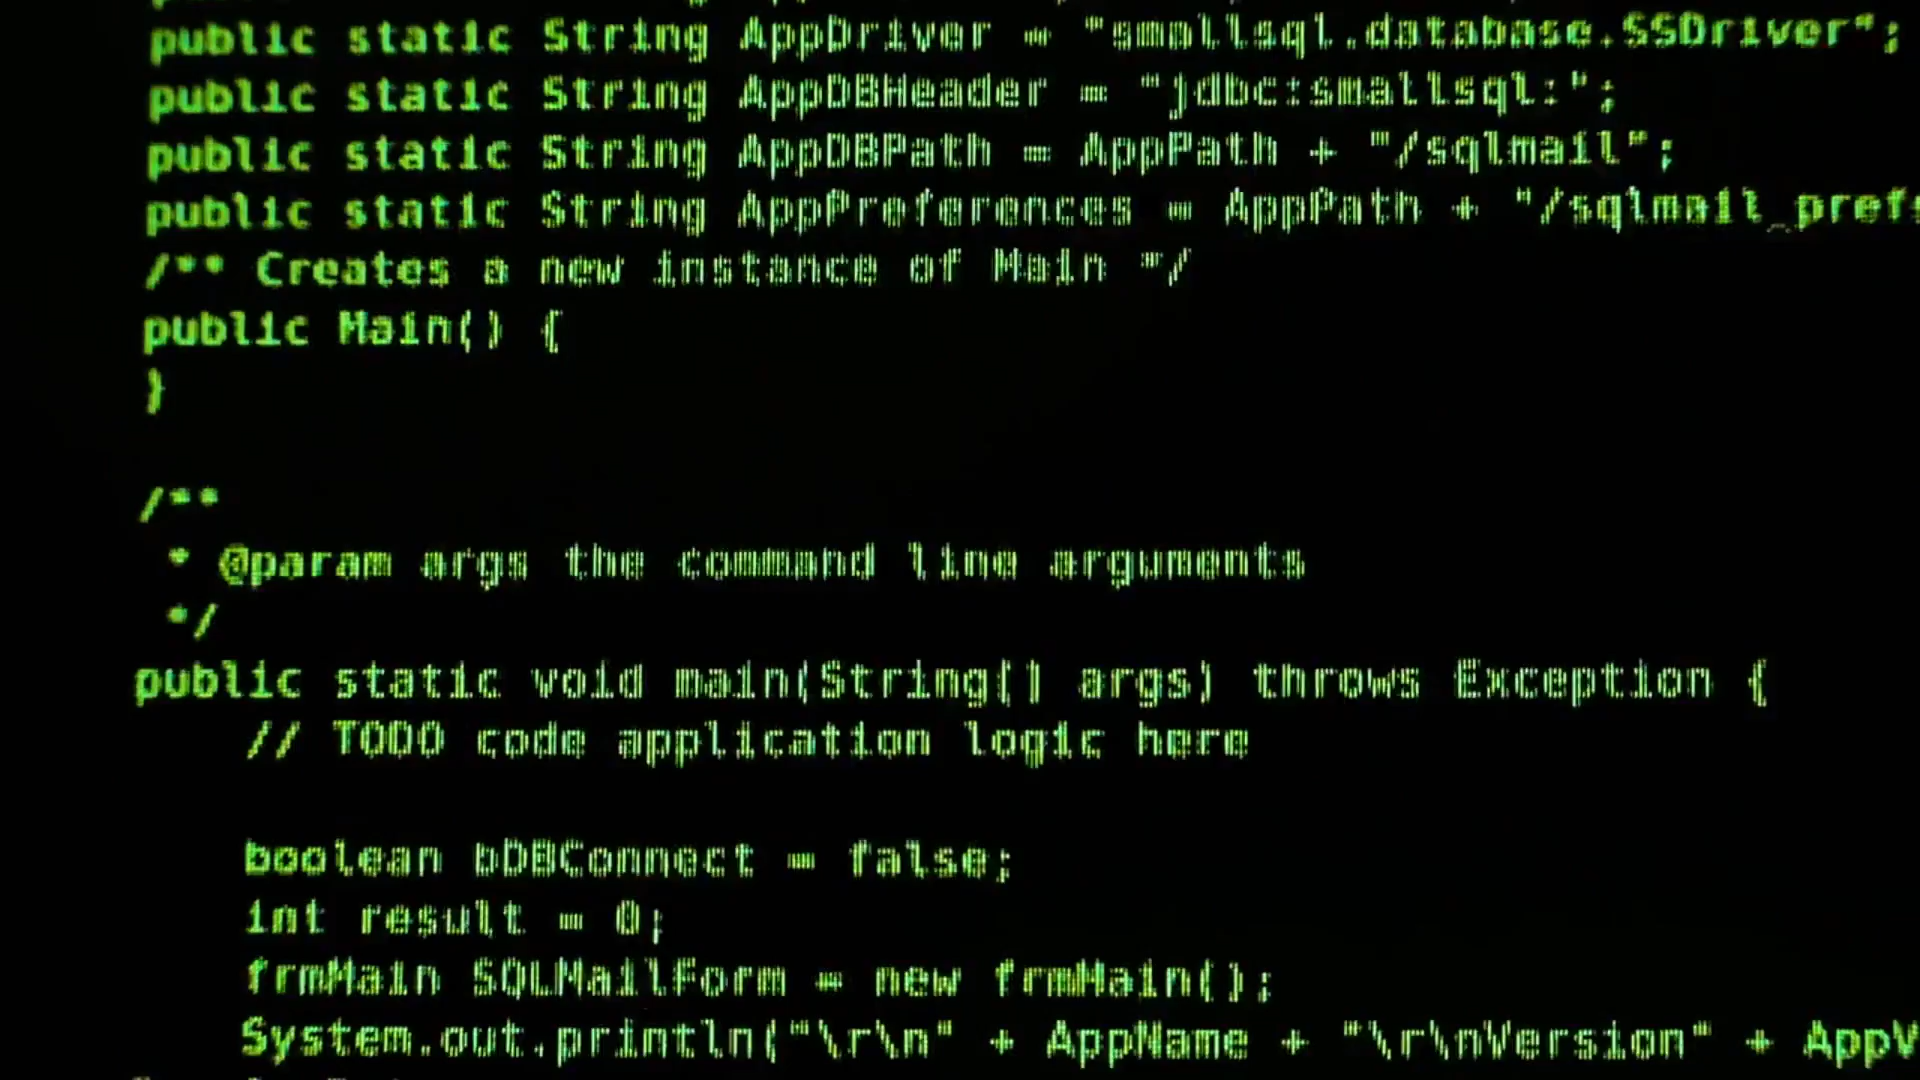 public static String AppDriver = "smallsql.database.SSDriver";
public static String AppDBHeader = "jdbc:smallsql:";
public static String AppDBPath = AppPath + "/sqlmail";
public static String AppPreferences = AppPath + "/sqlmail_prefs
/** Creates a new instance of Main */
public Main() {
}
/**
* @param args the command line arguments
*/
public static void main(String[] args) throws Exception {
// TODO code application logic here
boolean bDBConnect = false;
int result = 0;
frmMain SQLMailForm = new frmMain();
System.out.println("\r\n" + AppName + "\r\nVersion" + AppV